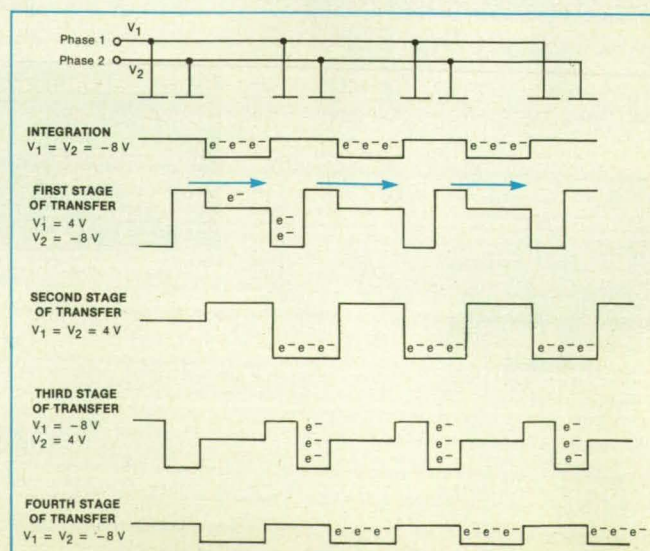 Phase 1
V₁
Phase 2
V₂
INTEGRATION
V₁ = V₂ = −8 V
e⁻e⁻e⁻ e⁻e⁻e⁻ e⁻e⁻e⁻
FIRST STAGE
OF TRANSFER
V₁ = 4 V
V₂ = −8 V
e⁻
e⁻
e⁻
SECOND STAGE
OF TRANSFER
V₁ = V₂ = 4 V
e⁻e⁻e⁻ e⁻e⁻e⁻ e⁻e⁻e⁻
THIRD STAGE
OF TRANSFER
V₁ = −8 V
V₂ = 4 V
e⁻ e⁻ e⁻
e⁻ e⁻ e⁻
e⁻ e⁻ e⁻
FOURTH STAGE
OF TRANSFER
V₁ = V₂ = −8 V
e⁻e⁻e⁻ e⁻e⁻e⁻ e⁻e⁻e⁻